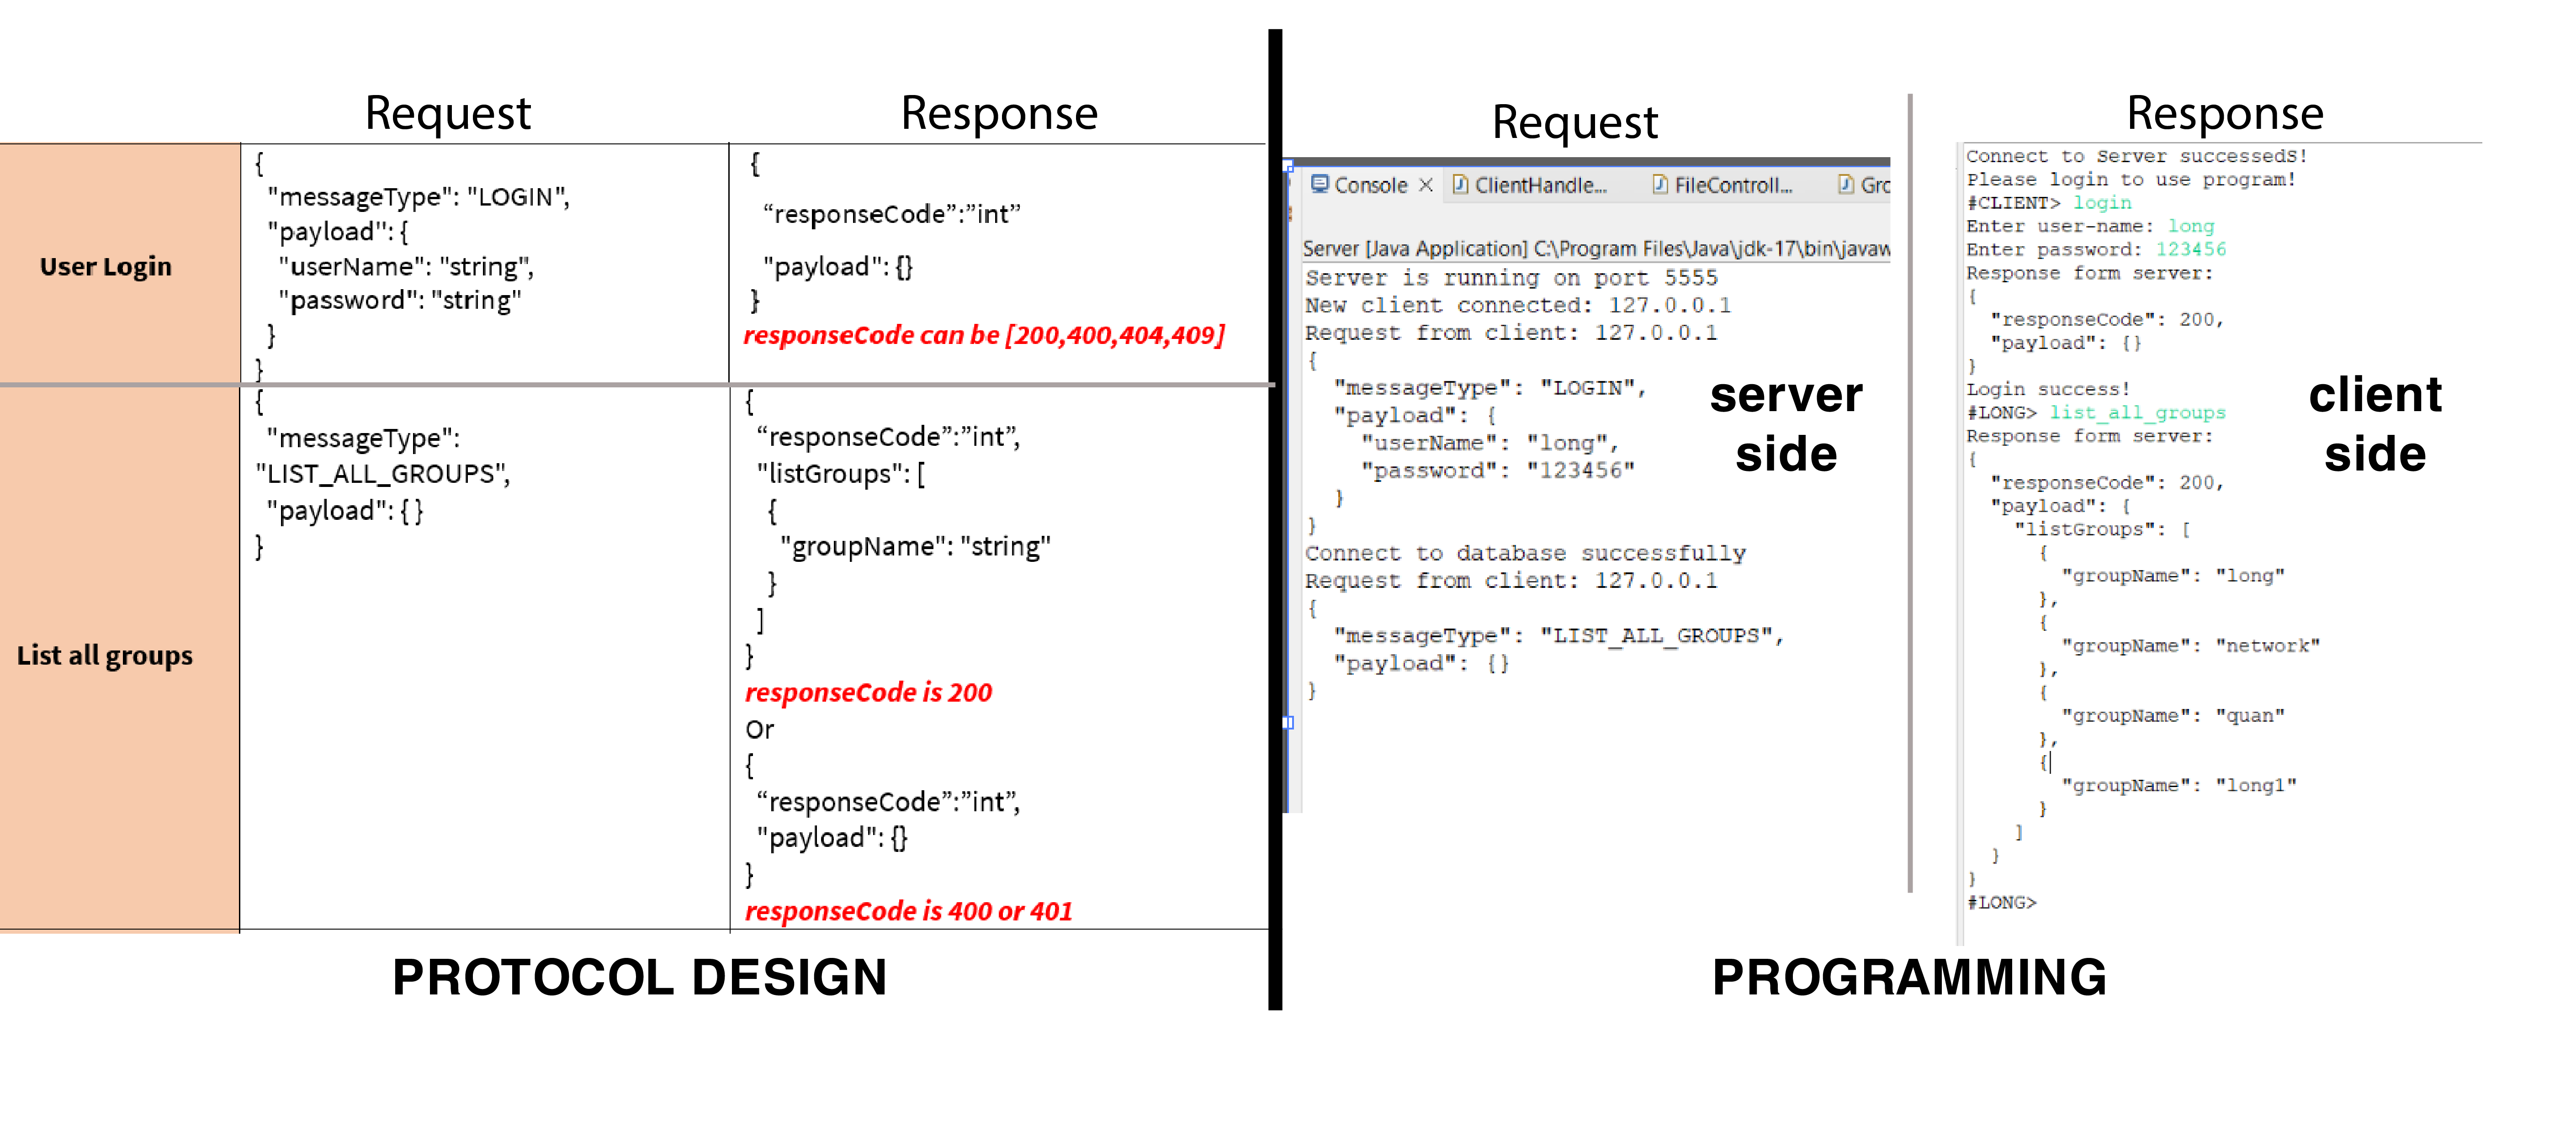 Request
Response
User Login
{
"messageType": "LOGIN",
"payload": {
"userName": "string",
"password": "string"
}
}
{
“responseCode”:”int”
"payload": {}
}
responseCode can be [200,400,404,409]
List all groups
{
"messageType":
"LIST_ALL_GROUPS",
"payload": { }
}
{
“responseCode”:”int”,
"listGroups": [
{
"groupName": "string"
}
]
}
responseCode is 200
Or
{
“responseCode”:”int”,
"payload": {}
}
responseCode is 400 or 401
PROTOCOL DESIGN
Request
Console ClientHandle... FileControll... Grc
Server [Java Application] C:\Program Files\Java\jdk-17\bin\javaw
Server is running on port 5555
New client connected: 127.0.0.1
Request from client: 127.0.0.1
{
"messageType": "LOGIN",
"payload": {
"userName": "long",
"password": "123456"
}
}
Connect to database successfully
Request from client: 127.0.0.1
{
"messageType": "LIST_ALL_GROUPS",
"payload": {}
}
server
side
Response
Connect to Server successedS!
Please login to use program!
#CLIENT> login
Enter user-name: long
Enter password: 123456
Response form server:
{
"responseCode": 200,
"payload": {}
}
Login success!
#LONG> list_all_groups
Response form server:
{
"responseCode": 200,
"payload": {
"listGroups": [
{
"groupName": "long"
},
{
"groupName": "network"
},
{
"groupName": "quan"
},
{
"groupName": "long1"
}
]
}
}
#LONG>
client
side
PROGRAMMING